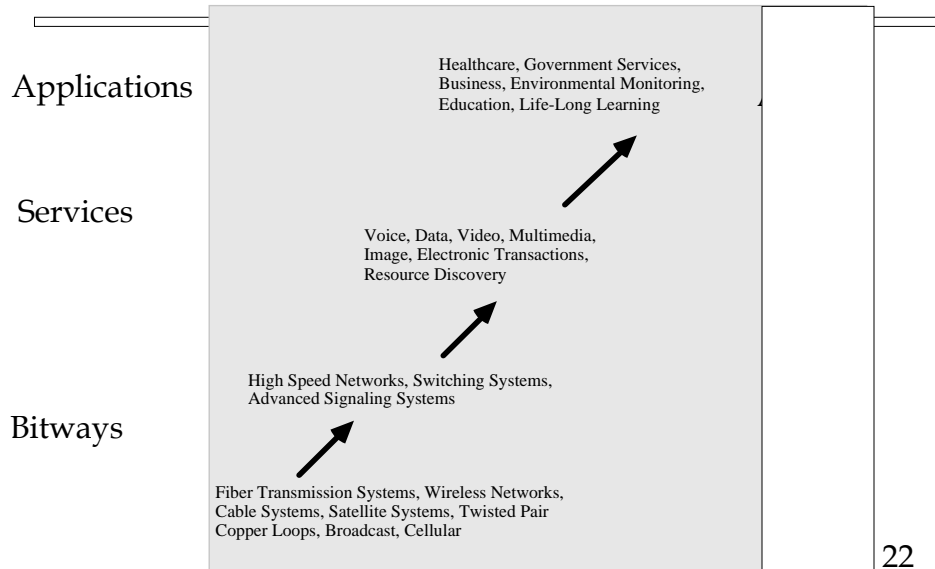 Healthcare, Government Services,
Business, Environmental Monitoring,
Education, Life-Long Learning
Applications
Services
Voice, Data, Video, Multimedia,
Image, Electronic Transactions,
Resource Discovery
High Speed Networks, Switching Systems,
Advanced Signaling Systems
Bitways
Fiber Transmission Systems, Wireless Networks,
Cable Systems, Satellite Systems, Twisted Pair
Copper Loops, Broadcast, Cellular
22